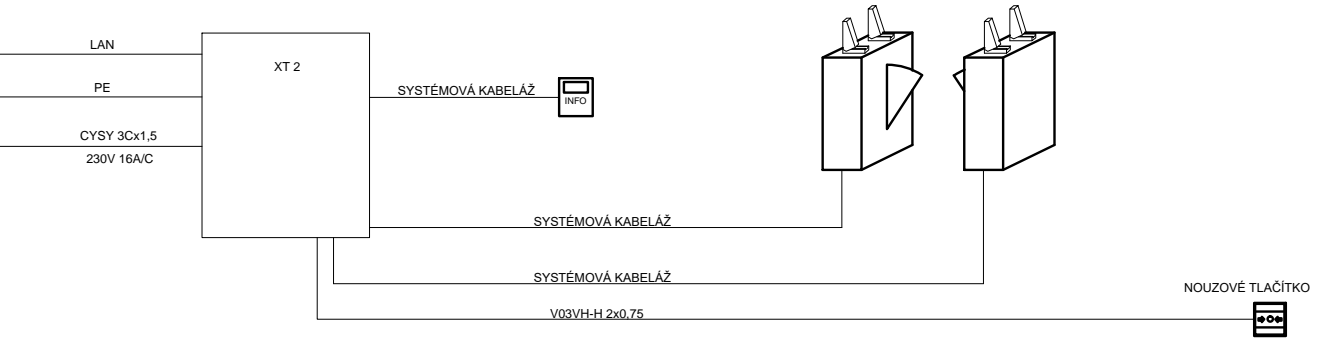 LAN
XT 2
PE
SYSTÉMOVÁ KABELÁŽ
INFO
CYSY 3Cx1,5
230V 16A/C
SYSTÉMOVÁ KABELÁŽ
SYSTÉMOVÁ KABELÁŽ
NOUZOVÉ TLAČÍTKO
V03VH-H 2x0,75